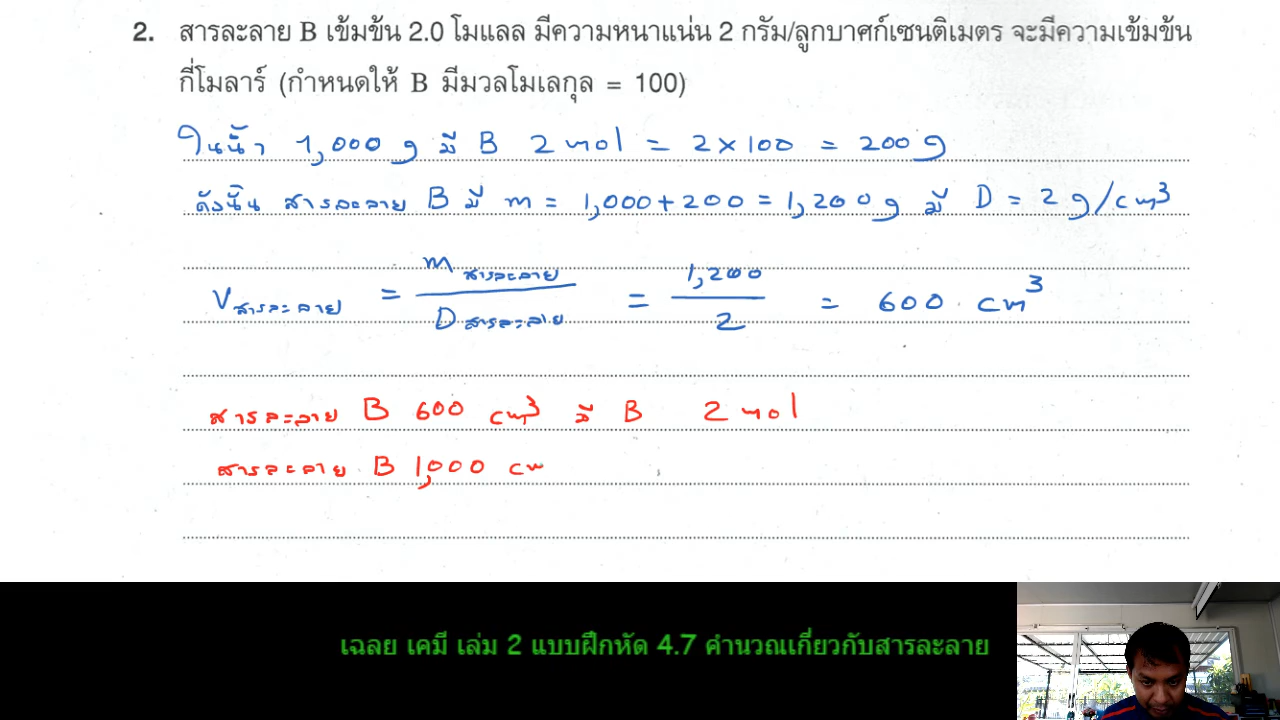 2. สารละลาย B เข้มข้น 2.0 โมแลล มีความหนาแน่น 2 กรัม/ลูกบาศก์เซนติเมตร จะมีความเข้มข้น
กี่โมลาร์ (กำหนดให้ B มีมวลโมเลกุล = 100)
ในน้ำ 1,000 g มี B 2 mol = 2 × 100 = 200 g
ดังนั้น สารละลาย B มี m = 1,000 + 200 = 1,200 g มี D = 2 g/cm³
V สารละลาย = m สารละลาย / D สารละลาย = 1,200 / 2 = 600 cm³
สารละลาย B 600 cm³ มี B 2 mol
สารละลาย B 1,000 cm
เฉลย เคมี เล่ม 2 แบบฝึกหัด 4.7 คำนวณเกี่ยวกับสารละลาย